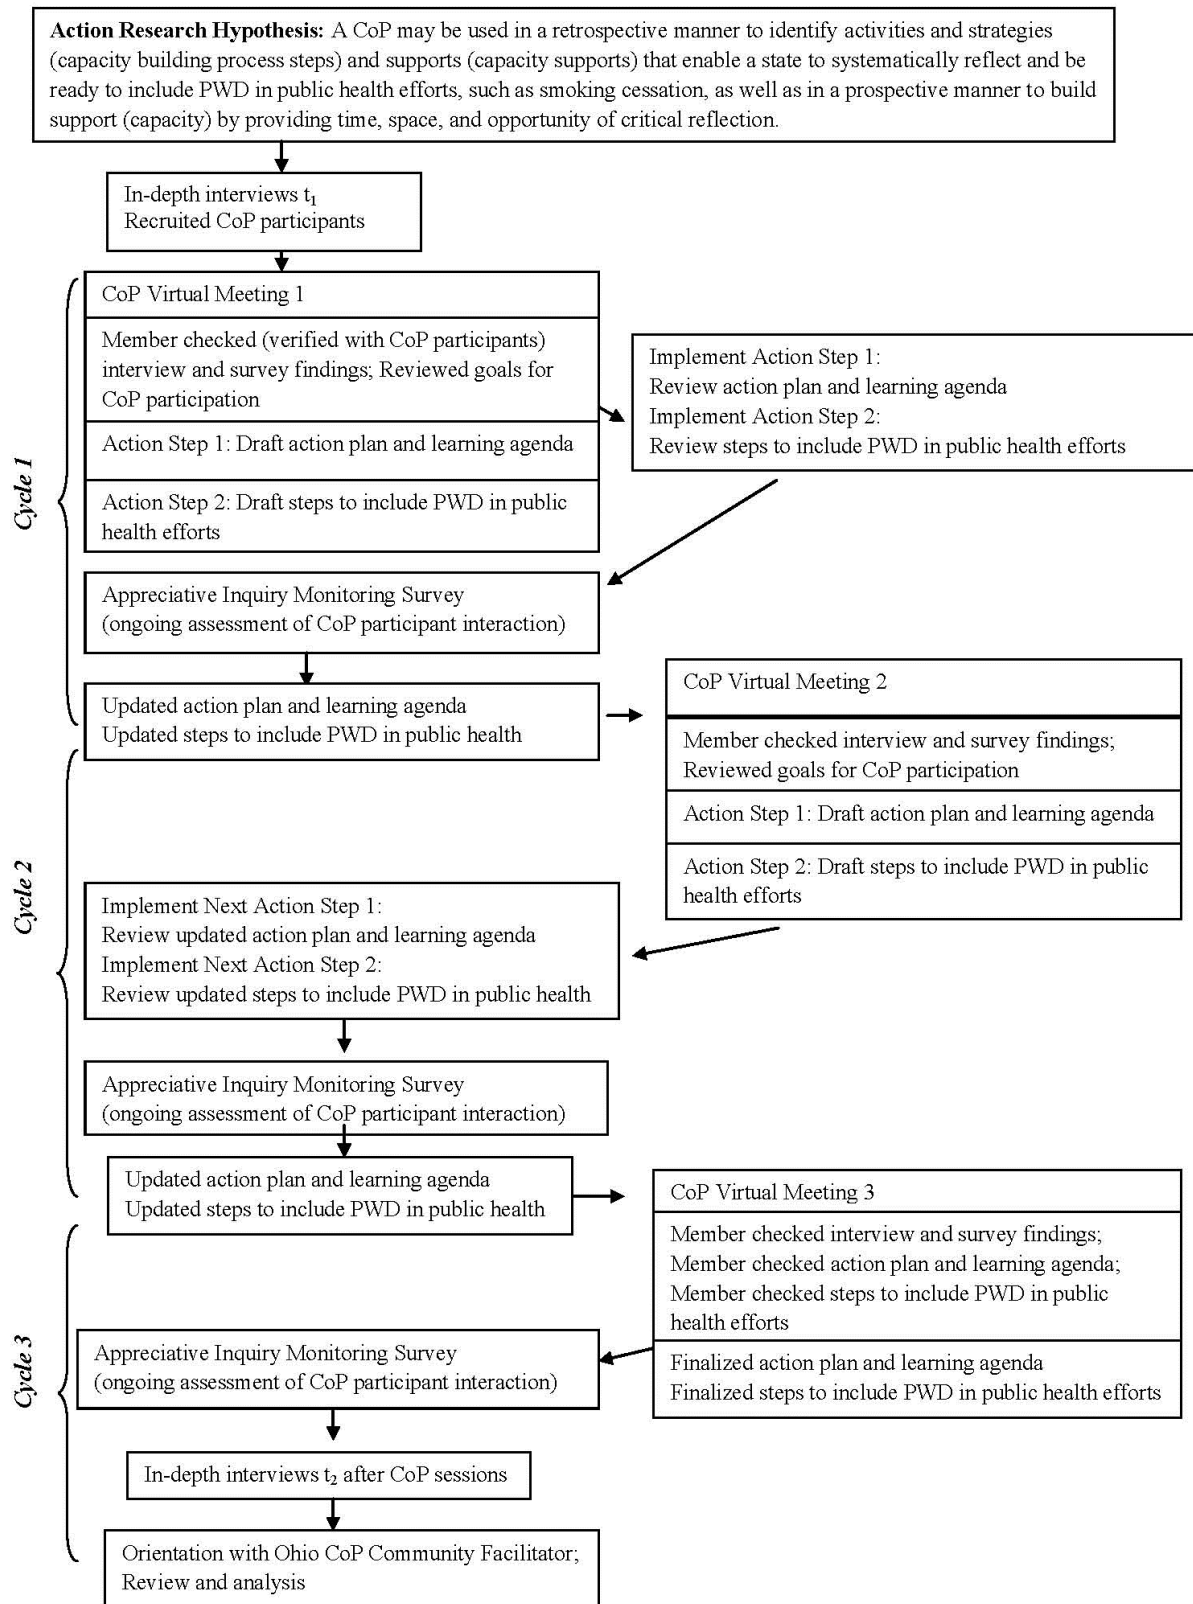 Action Research Hypothesis: A CoP may be used in a retrospective manner to identify activities and strategies
(capacity building process steps) and supports (capacity supports) that enable a state to systematically reflect and be
ready to include PWD in public health efforts, such as smoking cessation, as well as in a prospective manner to build
support (capacity) by providing time, space, and opportunity of critical reflection.
In-depth interviews t₁
Recruited CoP participants
Cycle 1
CoP Virtual Meeting 1
Member checked (verified with CoP participants)
interview and survey findings; Reviewed goals for
CoP participation
Action Step 1: Draft action plan and learning agenda
Action Step 2: Draft steps to include PWD in public
health efforts
Implement Action Step 1:
Review action plan and learning agenda
Implement Action Step 2:
Review steps to include PWD in public health efforts
Appreciative Inquiry Monitoring Survey
(ongoing assessment of CoP participant interaction)
Updated action plan and learning agenda
Updated steps to include PWD in public health
Cycle 2
CoP Virtual Meeting 2
Member checked interview and survey findings;
Reviewed goals for CoP participation
Action Step 1: Draft action plan and learning agenda
Action Step 2: Draft steps to include PWD in public
health efforts
Implement Next Action Step 1:
Review updated action plan and learning agenda
Implement Next Action Step 2:
Review updated steps to include PWD in public health
Appreciative Inquiry Monitoring Survey
(ongoing assessment of CoP participant interaction)
Updated action plan and learning agenda
Updated steps to include PWD in public health
Cycle 3
CoP Virtual Meeting 3
Member checked interview and survey findings;
Member checked action plan and learning agenda;
Member checked steps to include PWD in public
health efforts
Finalized action plan and learning agenda
Finalized steps to include PWD in public health efforts
Appreciative Inquiry Monitoring Survey
(ongoing assessment of CoP participant interaction)
In-depth interviews t₂ after CoP sessions
Orientation with Ohio CoP Community Facilitator;
Review and analysis